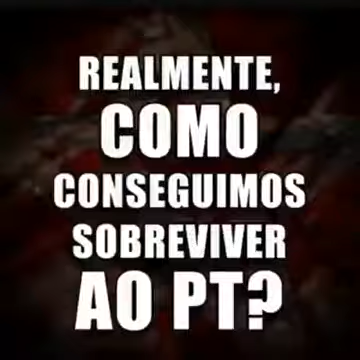 REALMENTE,
COMO
CONSEGUIMOS
SOBREVIVER
AO PT?